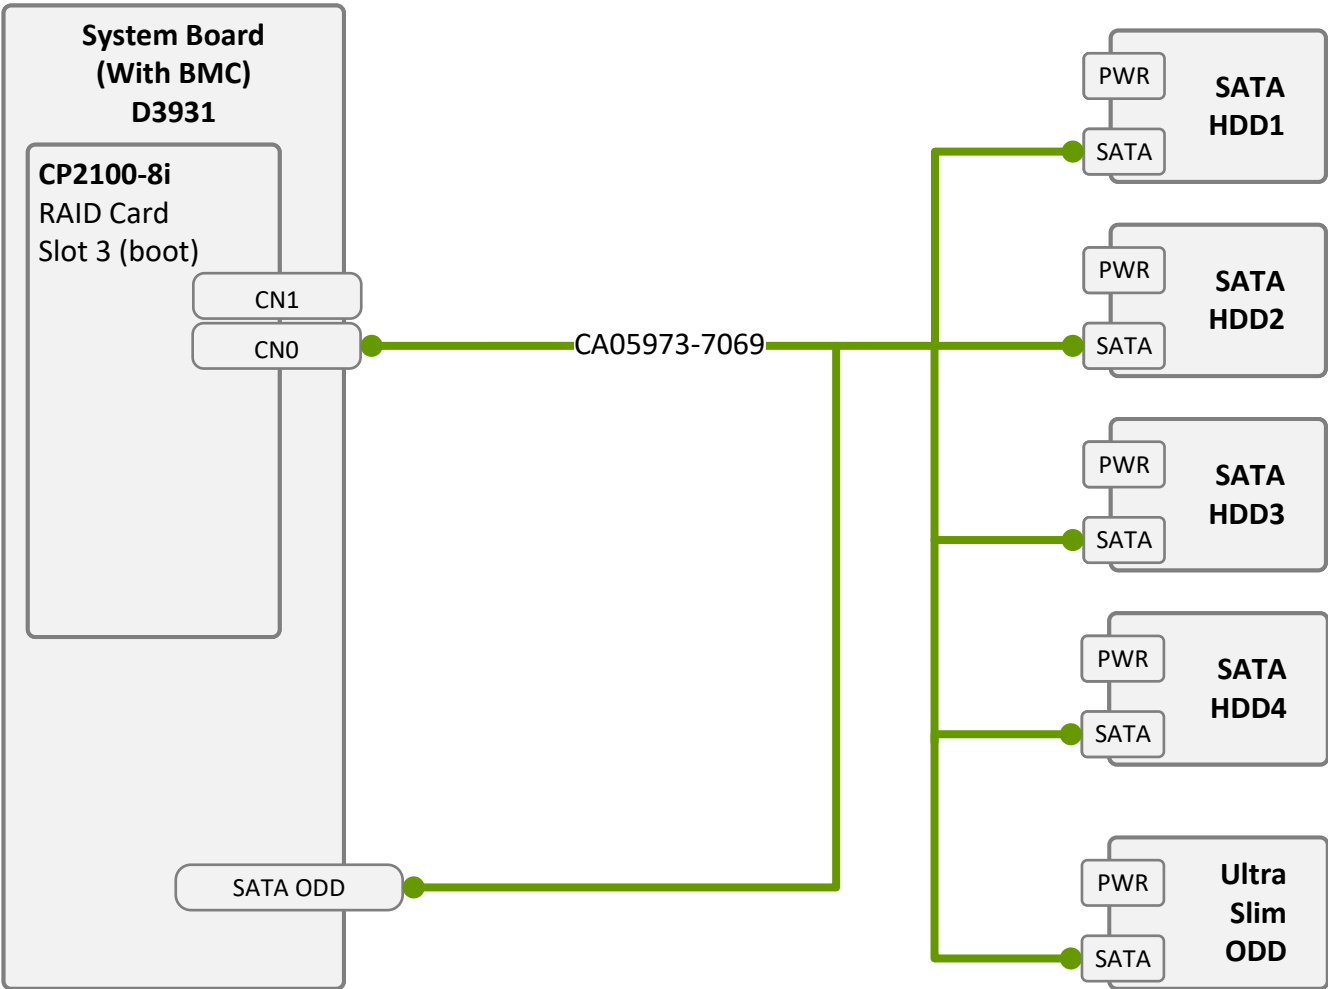 System Board
(With BMC)
D3931
CP2100-8i
RAID Card
Slot 3 (boot)
CN1
CN0
SATA ODD
CA05973-7069
PWR
SATA
SATA
HDD1
PWR
SATA
SATA
HDD2
PWR
SATA
SATA
HDD3
PWR
SATA
SATA
HDD4
PWR
SATA
Ultra
Slim
ODD